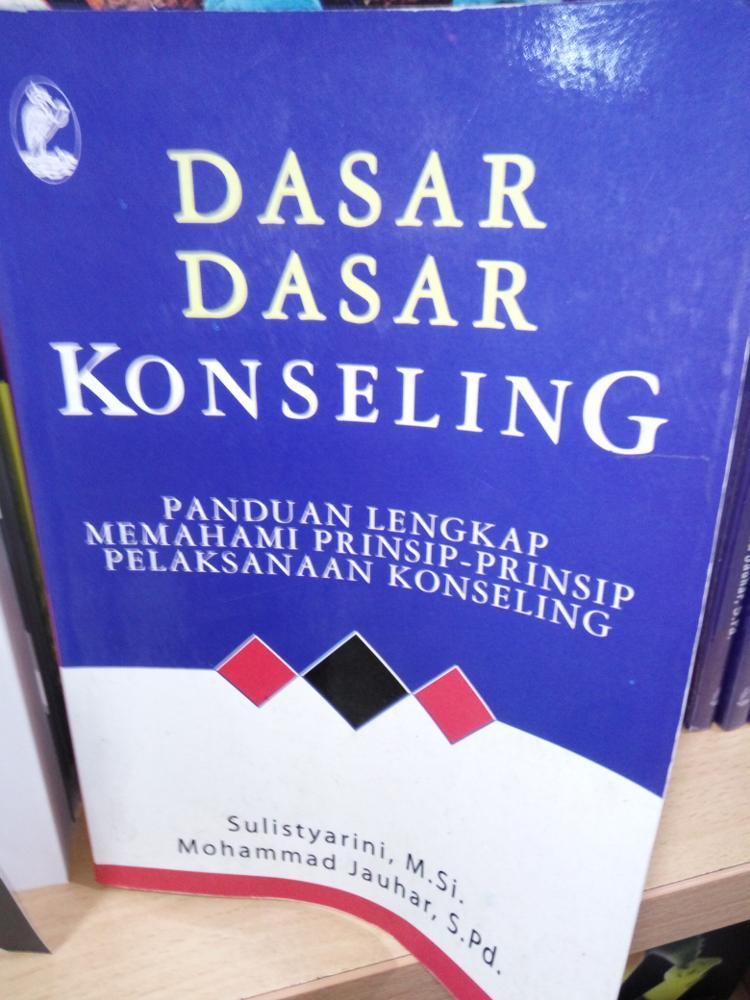 DASAR
DASAR
KONSELING
PANDUAN LENGKAP
MEMAHAMI PRINSIP-PRINSIP
PELAKSANAAN KONSELING
Sulistyarini, M.Si.
Mohammad Jauhar, S.Pd.